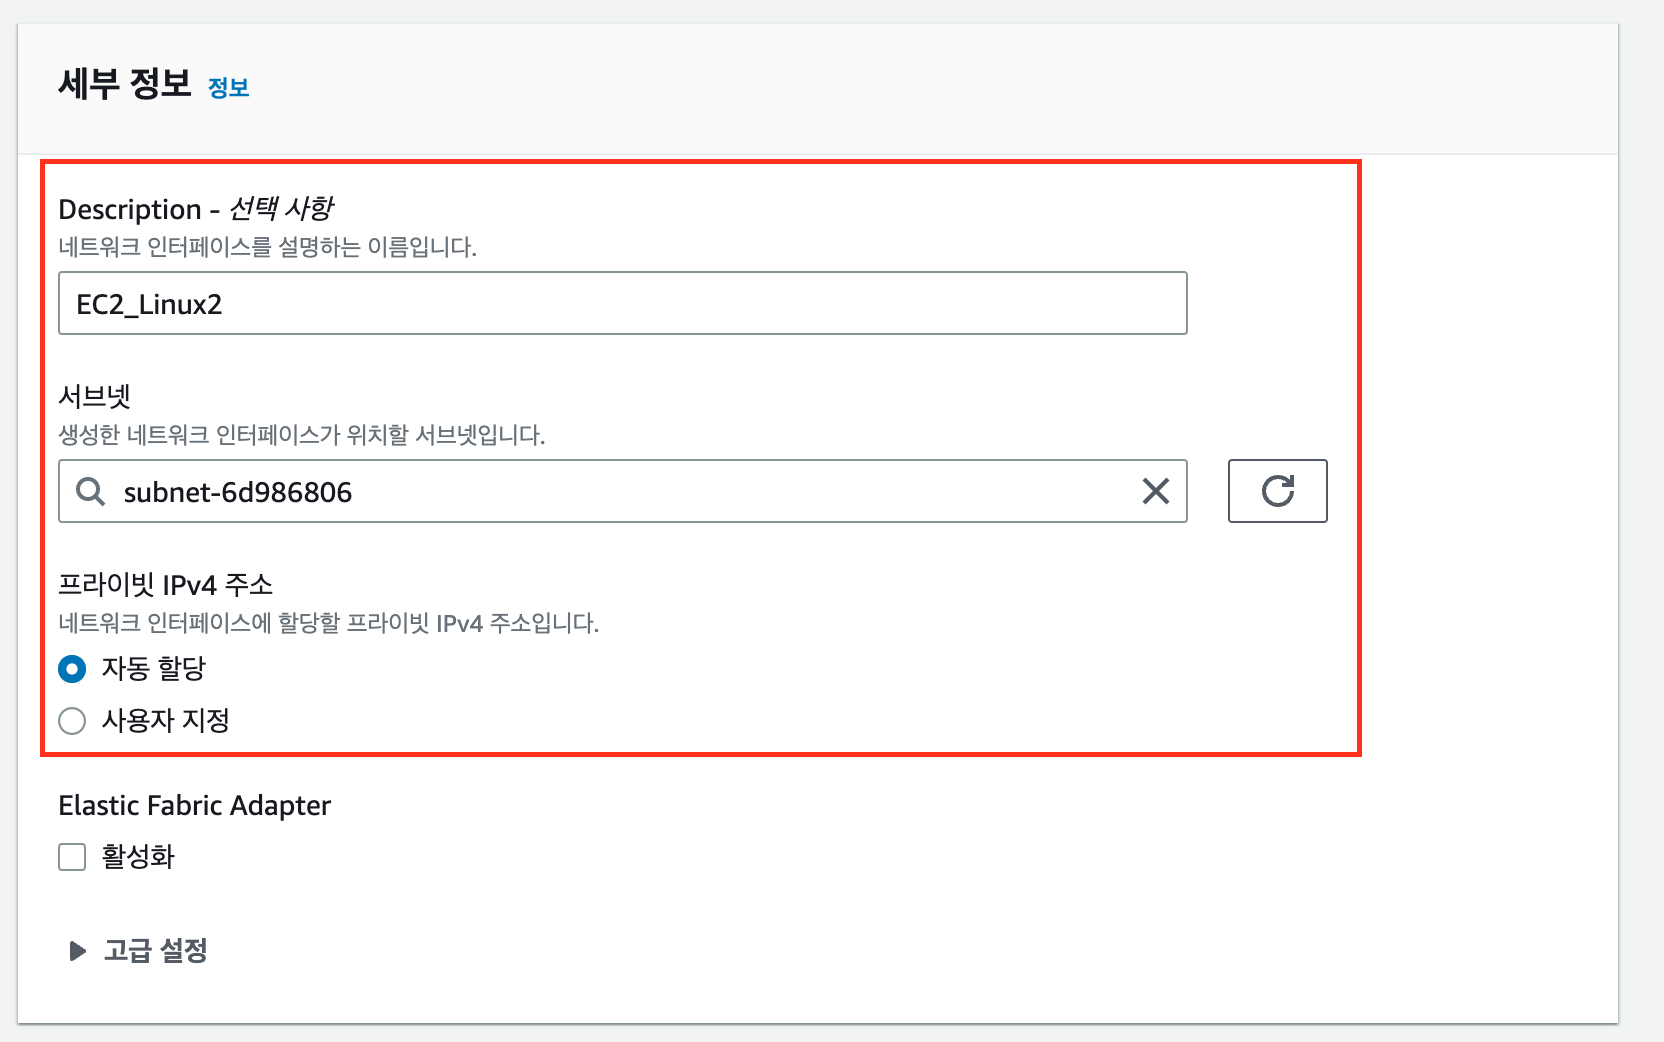 세부 정보 정보
Description - 선택 사항
네트워크 인터페이스를 설명하는 이름입니다.
EC2_Linux2
서브넷
생성한 네트워크 인터페이스가 위치할 서브넷입니다.
subnet-6d986806
프라이빗 IPv4 주소
네트워크 인터페이스에 할당할 프라이빗 IPv4 주소입니다.
자동 할당
사용자 지정
Elastic Fabric Adapter
활성화
고급 설정